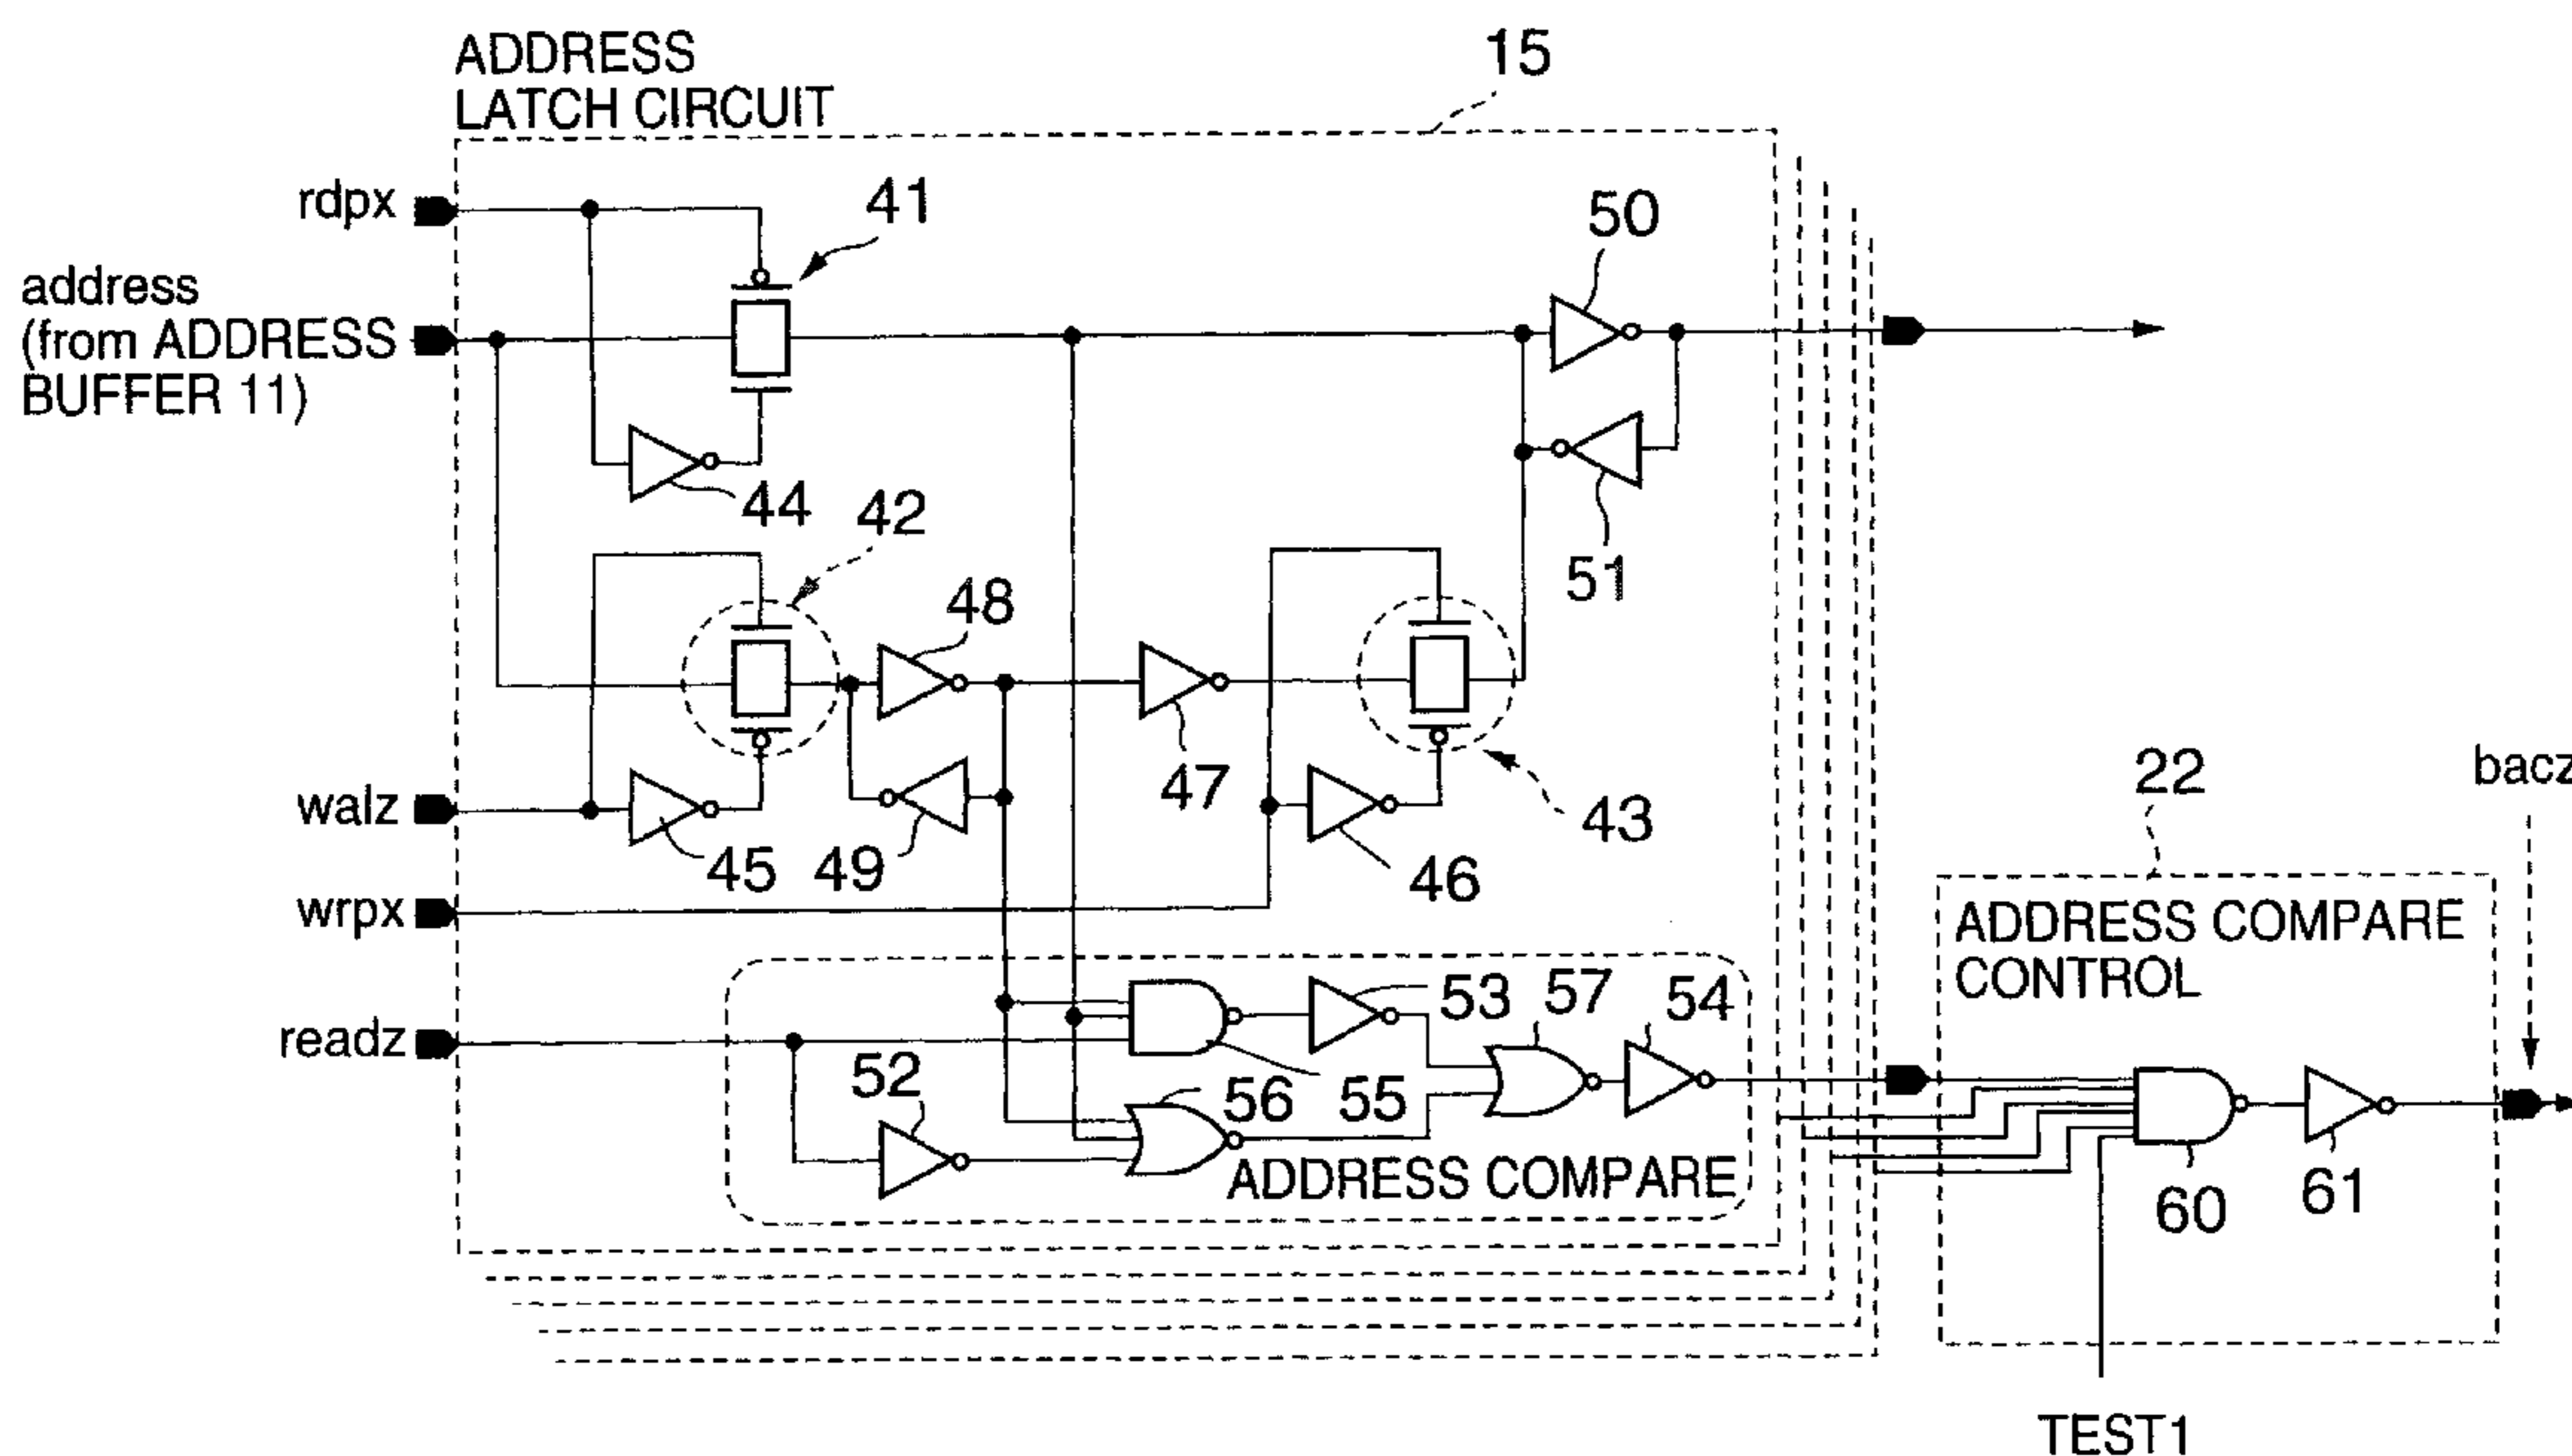 ADDRESS
LATCH CIRCUIT
15
rdpx
41
50
address
(from ADDRESS
BUFFER 11)
44
42
51
48
walz
45
49
47
46
43
22
bacz
wrpx
ADDRESS COMPARE
CONTROL
readz
53
57
54
52
56
55
ADDRESS COMPARE
60
61
TEST1